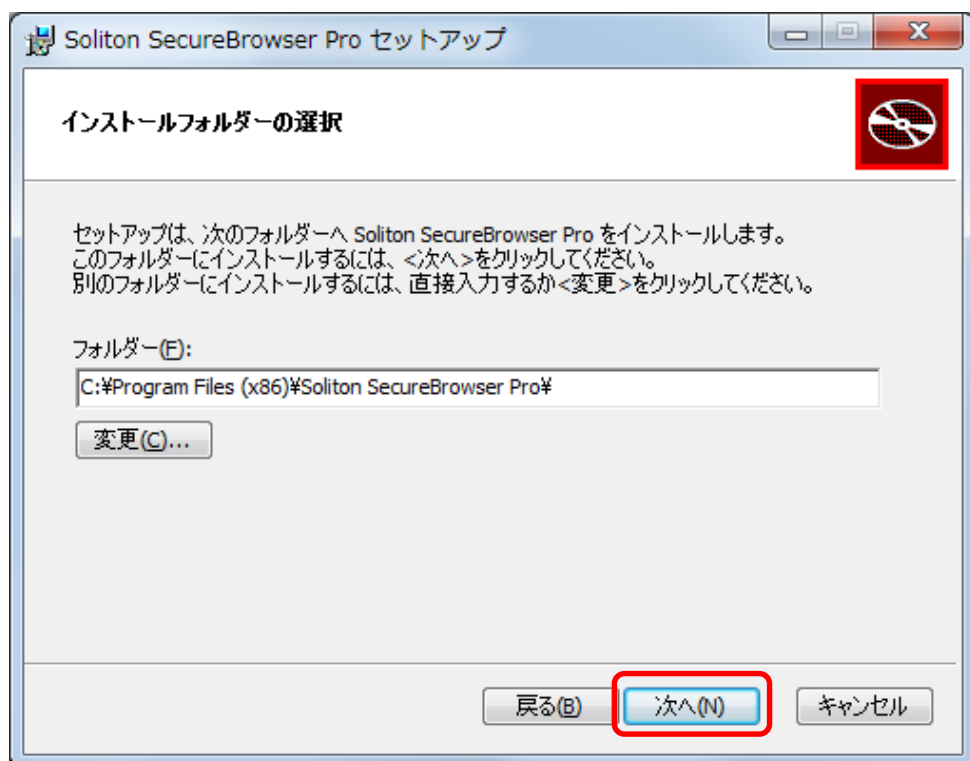 Soliton SecureBrowser Pro セットアップ
インストールフォルダーの選択
セットアップは、次のフォルダーへ Soliton SecureBrowser Pro をインストールします。
このフォルダーにインストールするには、<次へ>をクリックしてください。
別のフォルダーにインストールするには、直接入力するか<変更>をクリックしてください。
フォルダー(F):
C:¥Program Files (x86)¥Soliton SecureBrowser Pro¥
変更(C)...
戻る(B) 次へ(N) キャンセル